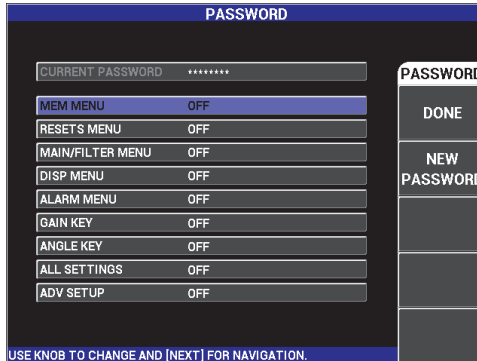 PASSWORD
CURRENT PASSWORD ********
PASSWORD
MEM MENU OFF
DONE
RESETS MENU OFF
MAIN/FILTER MENU OFF
NEW
PASSWORD
DISP MENU OFF
ALARM MENU OFF
GAIN KEY OFF
ANGLE KEY OFF
ALL SETTINGS OFF
ADV SETUP OFF
USE KNOB TO CHANGE AND [NEXT] FOR NAVIGATION.